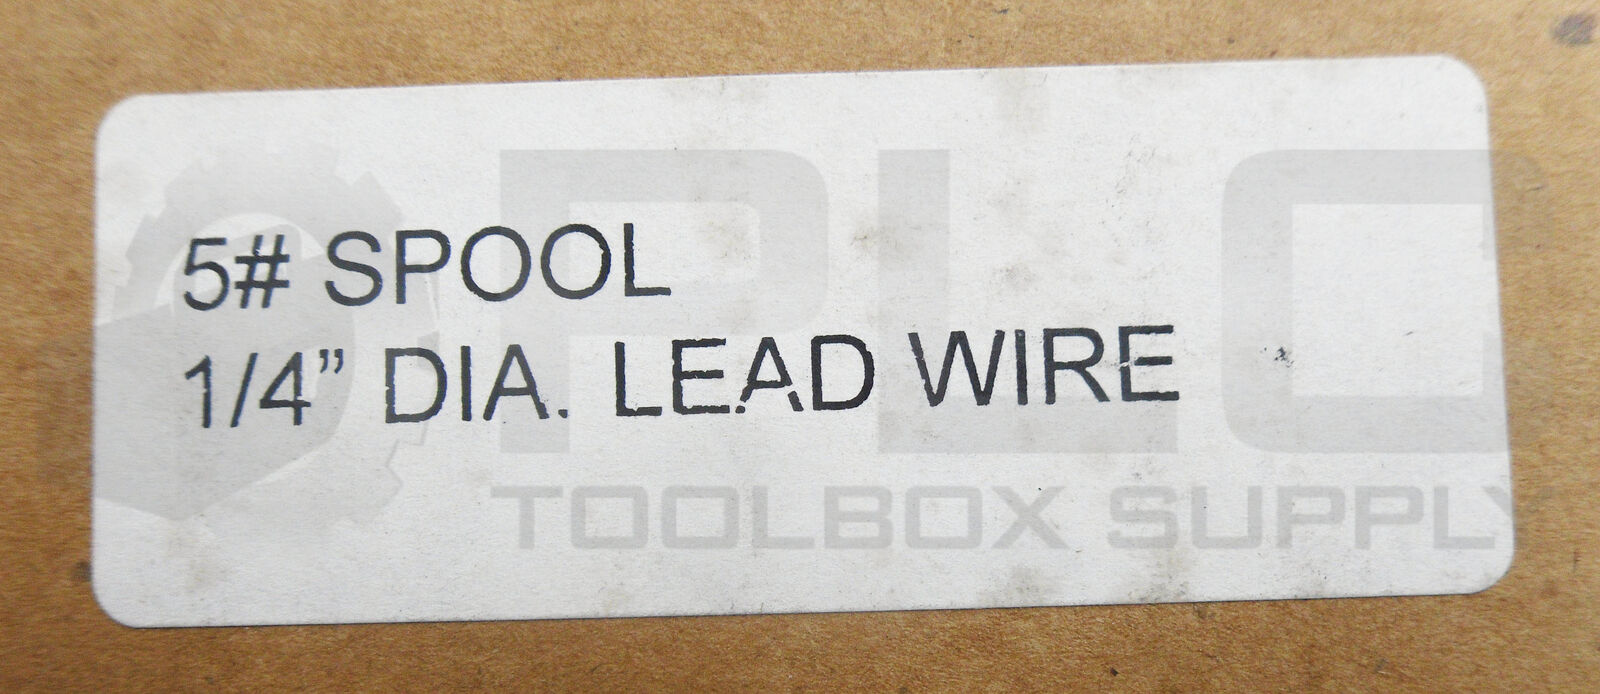 5# SPOOL
1/4" DIA. LEAD WIRE
PLC
TOOLBOX SUPPLY